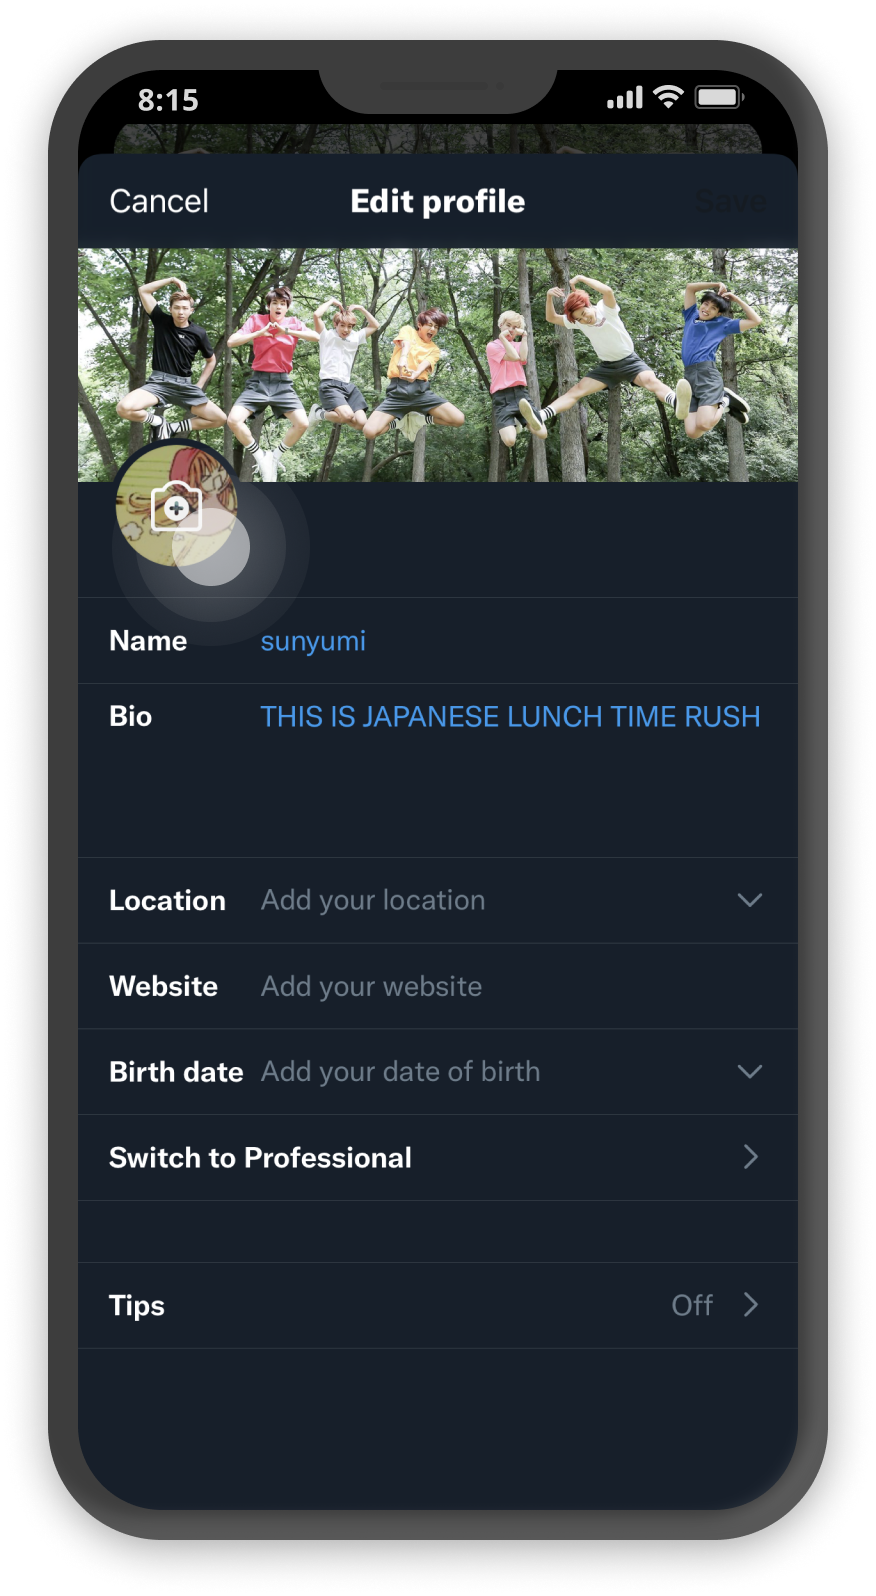 8:15
Cancel Edit profile Save
Name sunyumi
Bio THIS IS JAPANESE LUNCH TIME RUSH
Location Add your location
Website Add your website
Birth date Add your date of birth
Switch to Professional
Tips Off